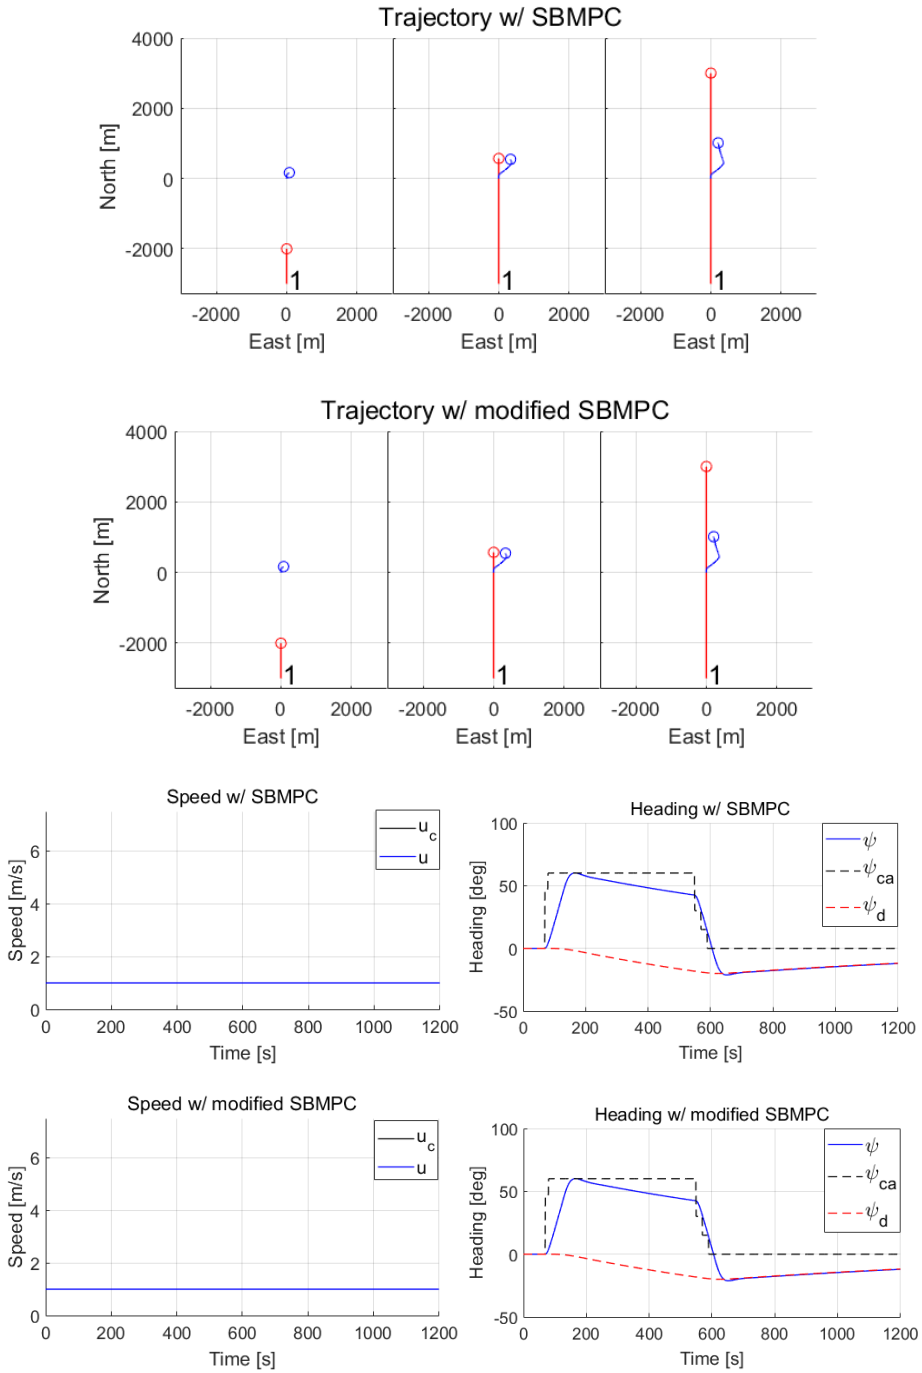 Trajectory w/ SBMPC
4000
2000
0
-2000
North [m]
1
1
1
-2000 0 2000
-2000 0 2000
-2000 0 2000
East [m]
East [m]
East [m]
Trajectory w/ modified SBMPC
4000
2000
0
-2000
North [m]
1
1
1
-2000 0 2000
-2000 0 2000
-2000 0 2000
East [m]
East [m]
East [m]
Speed w/ SBMPC
6
4
2
0
Speed [m/s]
u_c
u
0 200 400 600 800 1000 1200
Time [s]
Heading w/ SBMPC
100
50
0
-50
Heading [deg]
ψ
ψ_ca
ψ_d
0 200 400 600 800 1000 1200
Time [s]
Speed w/ modified SBMPC
6
4
2
0
Speed [m/s]
u_c
u
0 200 400 600 800 1000 1200
Time [s]
Heading w/ modified SBMPC
100
50
0
-50
Heading [deg]
ψ
ψ_ca
ψ_d
0 200 400 600 800 1000 1200
Time [s]